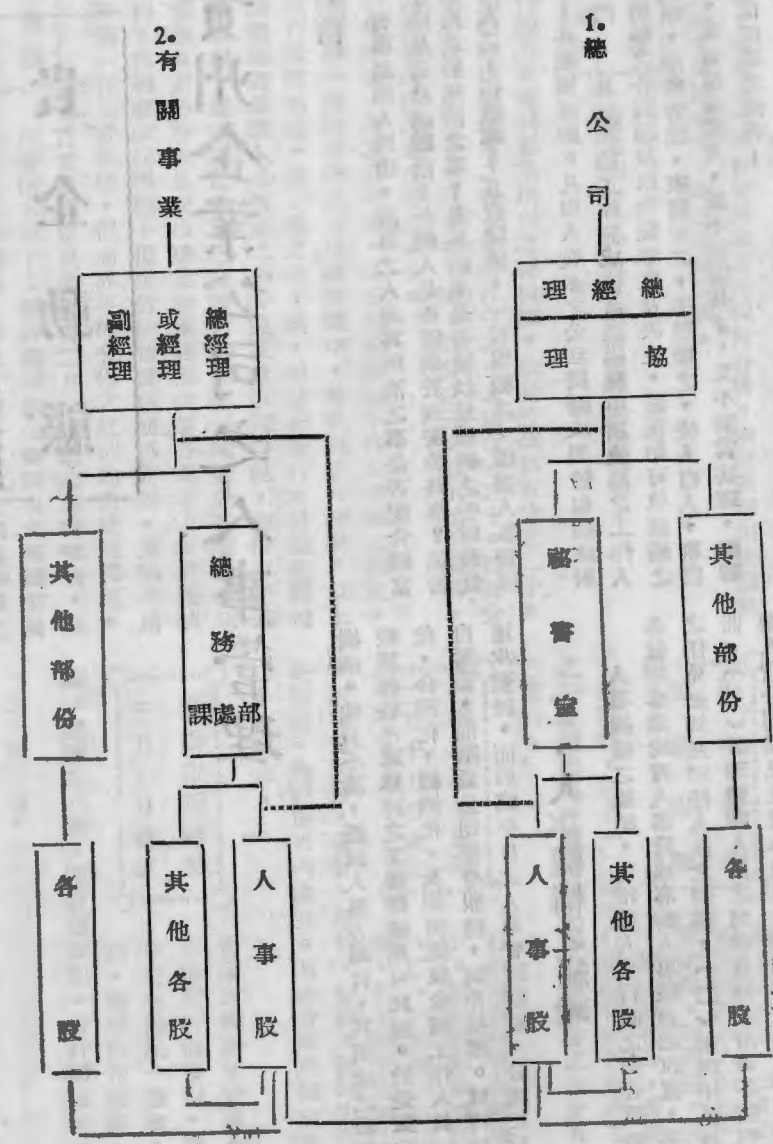 1.總公司
總經理
協理
其他部份
秘書室
各股
其他各股
人事股
2.有關事業
總經理
或經理
副經理
總務
部處課
其他部份
人事股
其他各股
各股